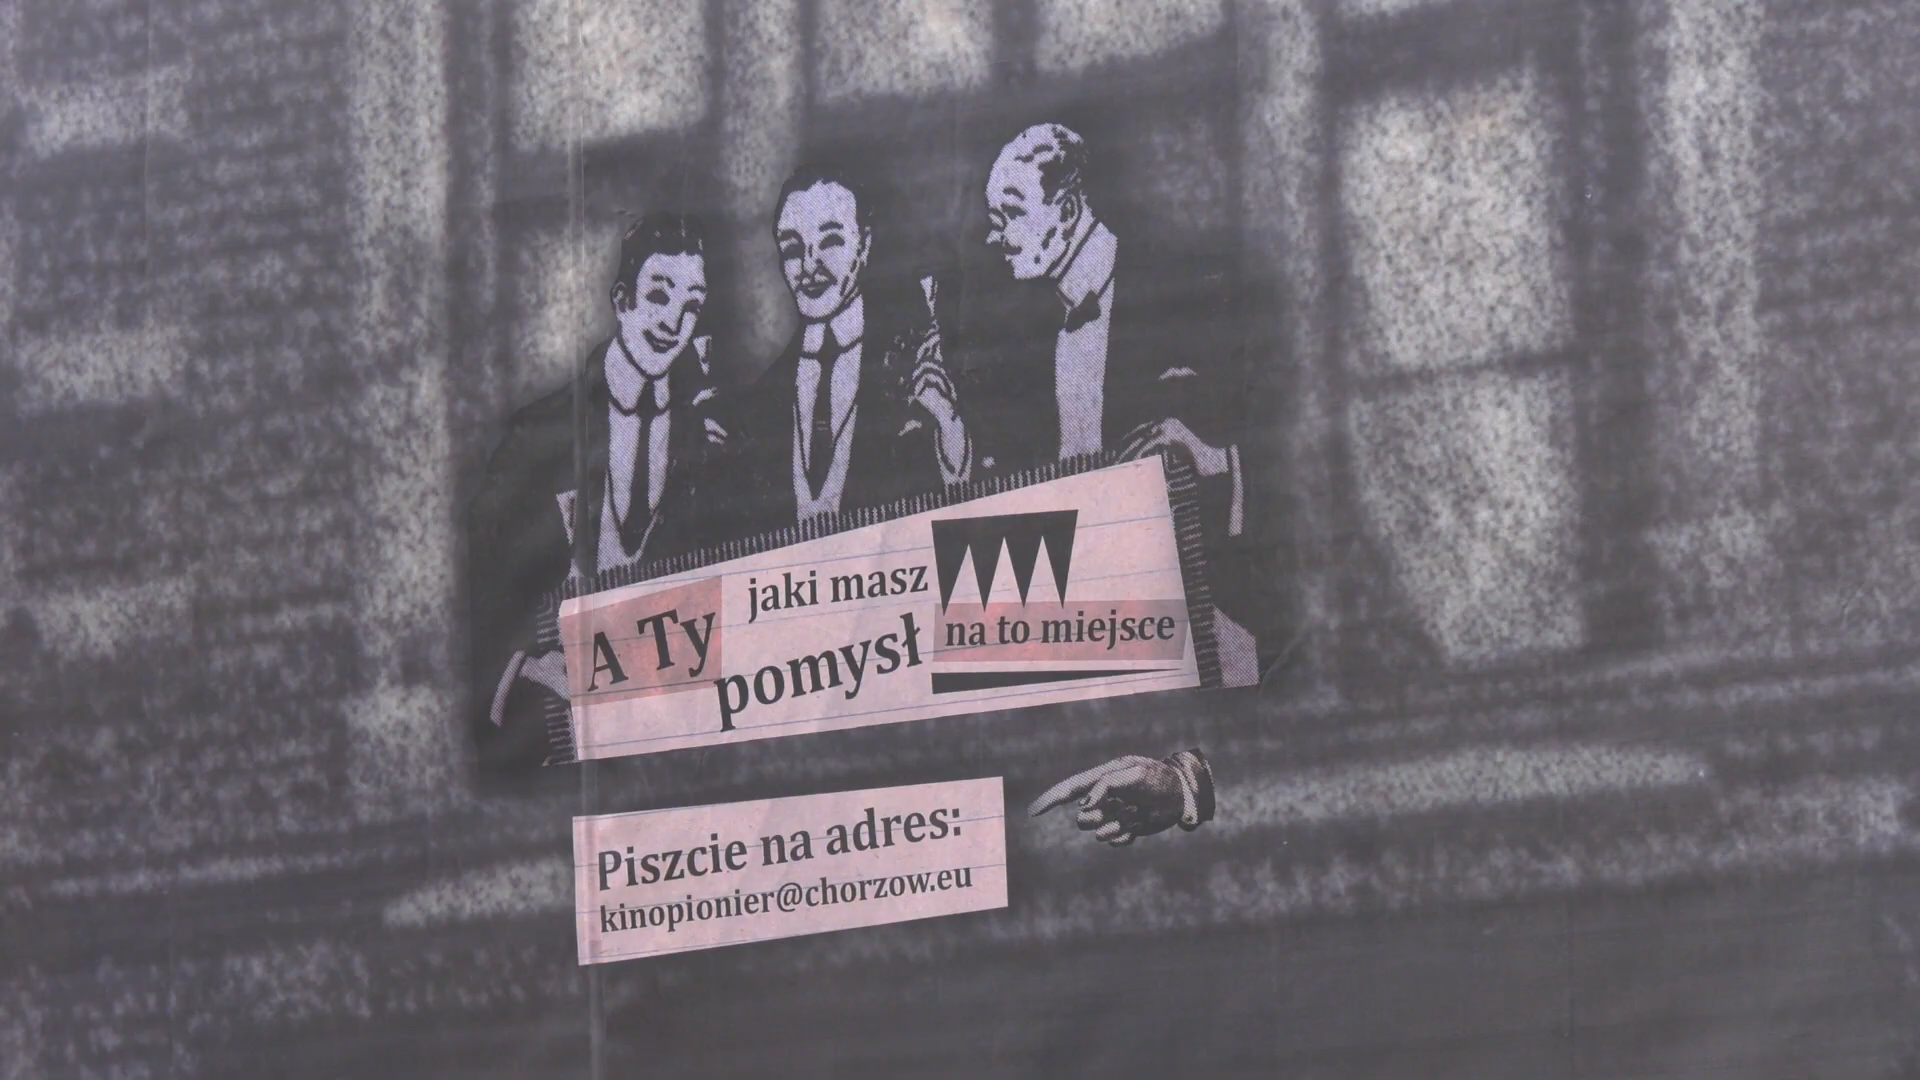 A Ty
jaki masz
pomysł
na to miejsce
Piszcie na adres:
kinopionier@chorzow.eu